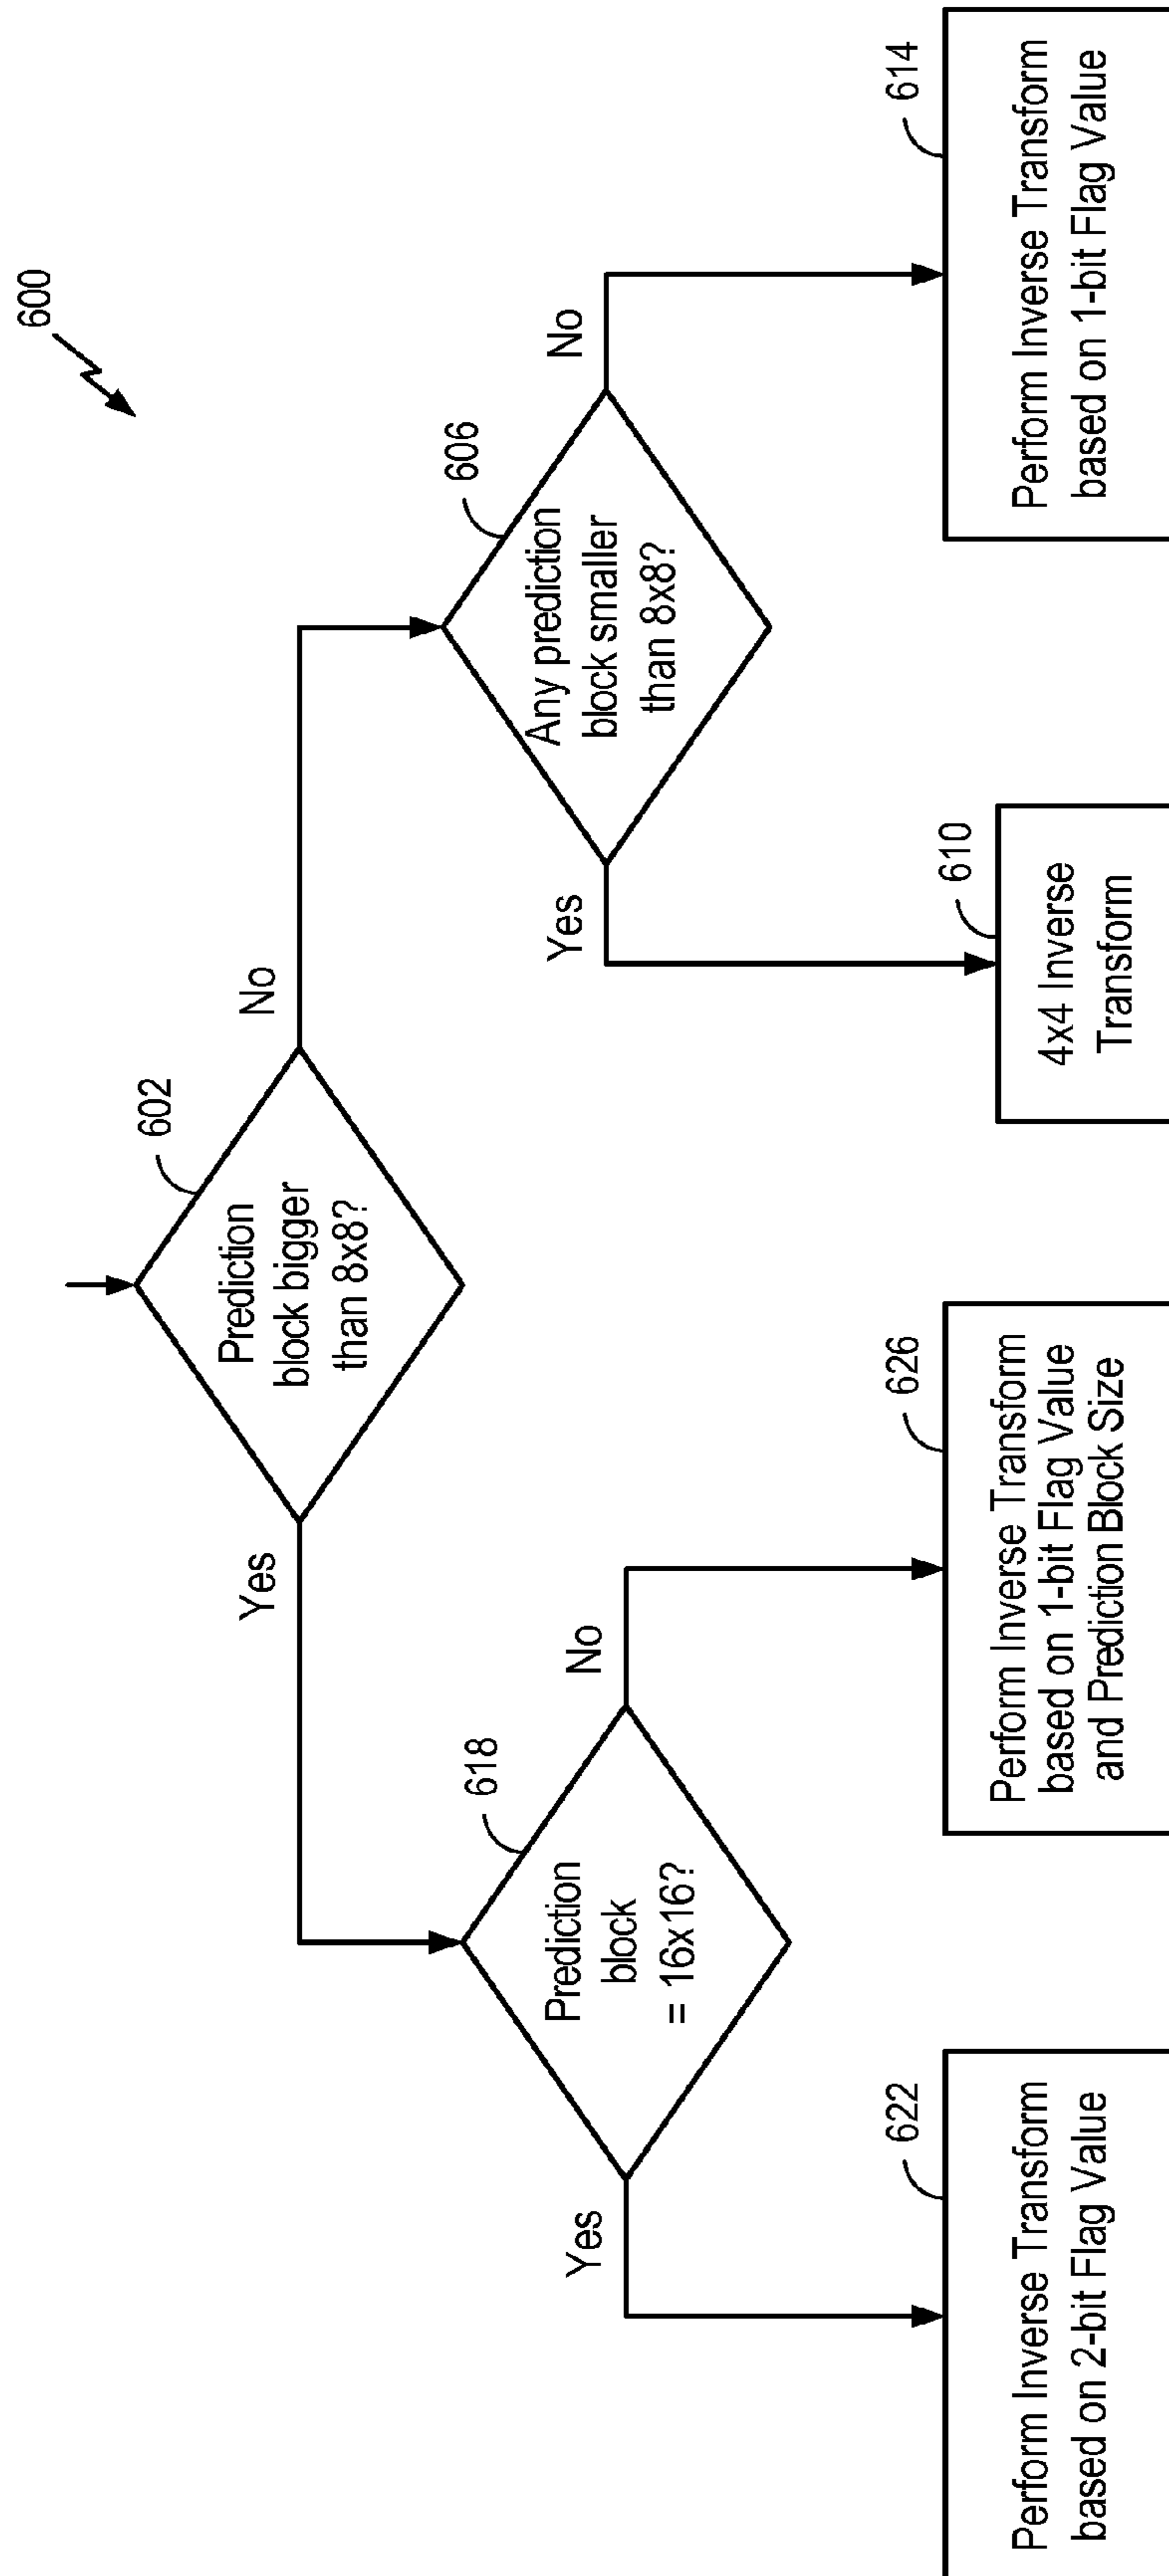 600
602
Prediction
block bigger
than 8x8?
Yes
No
618
Prediction
block
= 16x16?
Yes
No
606
Any prediction
block smaller
than 8x8?
Yes
No
622
Perform Inverse Transform
based on 2-bit Flag Value
626
Perform Inverse Transform
based on 1-bit Flag Value
and Prediction Block Size
610
4x4 Inverse
Transform
614
Perform Inverse Transform
based on 1-bit Flag Value